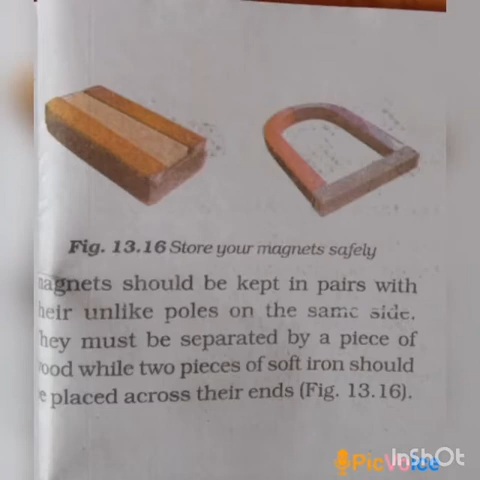 Fig. 13.16 Store your magnets safely
magnets should be kept in pairs with
heir unlike poles on the same side.
hey must be separated by a piece of
ood while two pieces of soft iron should
e placed across their ends (Fig. 13.16).
InShOt